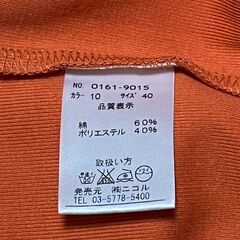 NO. 0161-9015
カラー 10 サイズ 40
品質表示
綿 60%
ポリエステル 40%
取扱い方
発売元 ㈱ニコル
TEL 03-5778-5400